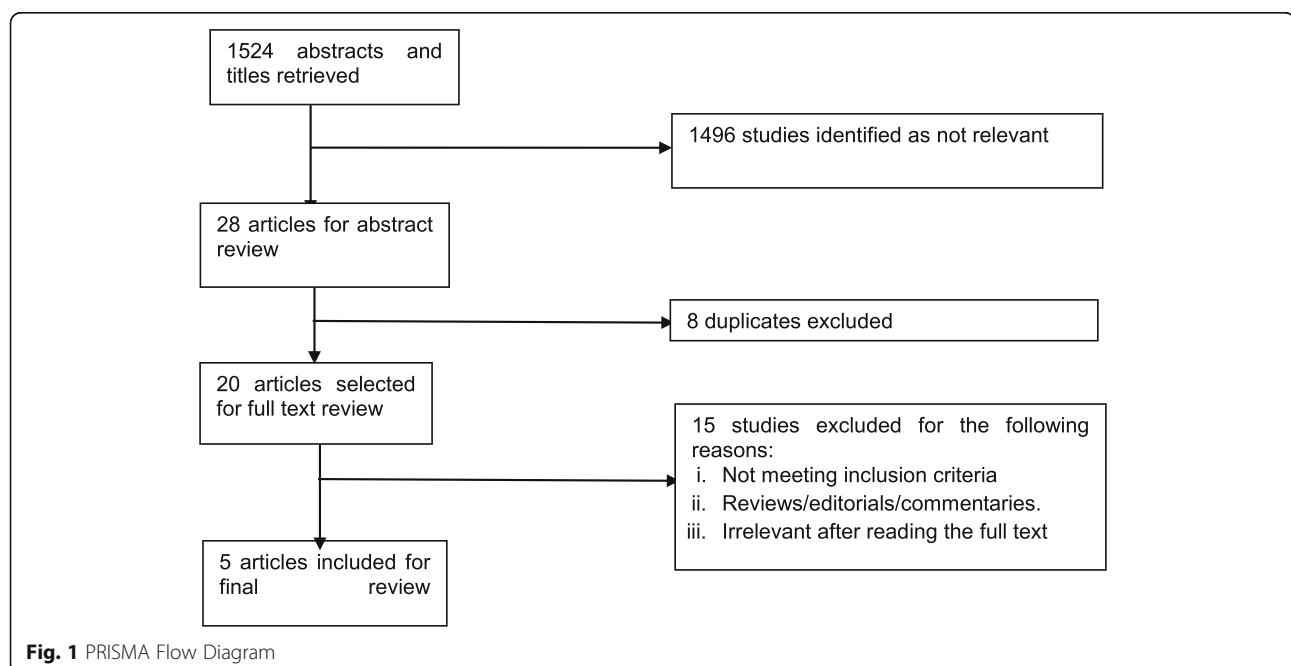 1524 abstracts and
titles retrieved
1496 studies identified as not relevant
28 articles for abstract
review
8 duplicates excluded
20 articles selected
for full text review
15 studies excluded for the following
reasons:
i. Not meeting inclusion criteria
ii. Reviews/editorials/commentaries.
iii. Irrelevant after reading the full text
5 articles included for
final review
Fig. 1 PRISMA Flow Diagram